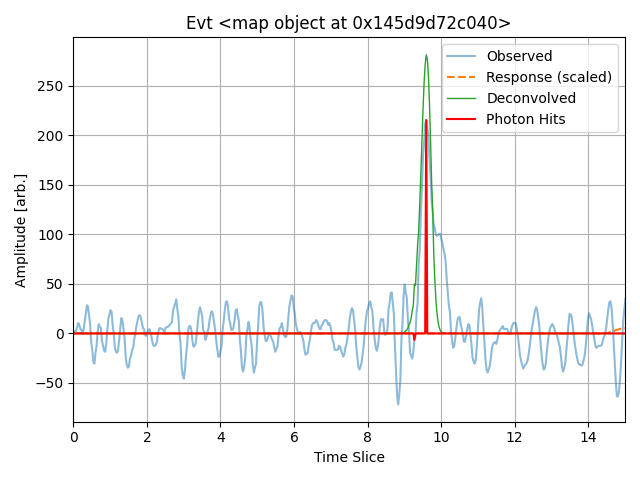 Evt <map object at 0x145d9d72c040>
Observed
Response (scaled)
Deconvolved
Photon Hits
Amplitude [arb.]
250
200
150
100
50
0
−50
0 2 4 6 8 10 12 14
Time Slice